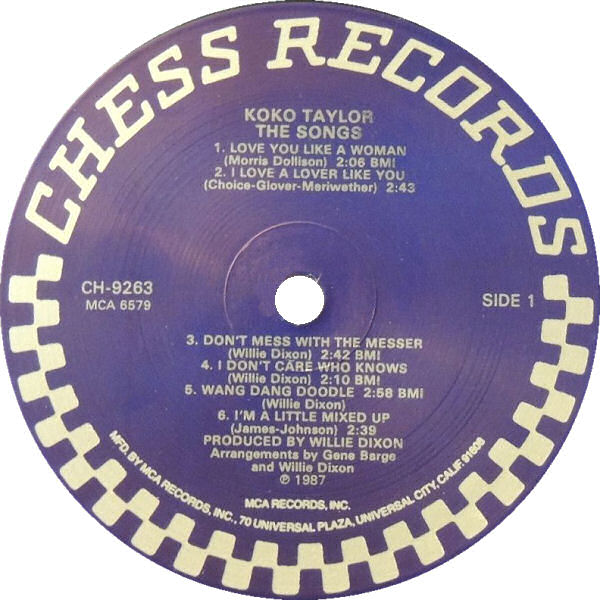 CHESS RECORDS
KOKO TAYLOR
THE SONGS
1. LOVE YOU LIKE A WOMAN
(Morris Dollison) 2:06 BMI
2. I LOVE A LOVER LIKE YOU
(Choice-Glover-Meriwether) 2:43
CH-9263
MCA 6579
SIDE 1
3. DON'T MESS WITH THE MESSER
(Willie Dixon) 2:42 BMI
4. I DON'T CARE WHO KNOWS
(Willie Dixon) 2:10 BMI
5. WANG DANG DOODLE 2:58 BMI
(Willie Dixon)
6. I'M A LITTLE MIXED UP
(James-Johnson) 2:39
PRODUCED BY WILLIE DIXON
Arrangements by Gene Barge
and Willie Dixon
℗ 1987
MCA RECORDS, INC.
MFD. BY MCA RECORDS, INC., 70 UNIVERSAL PLAZA, UNIVERSAL CITY, CALIF. 91608